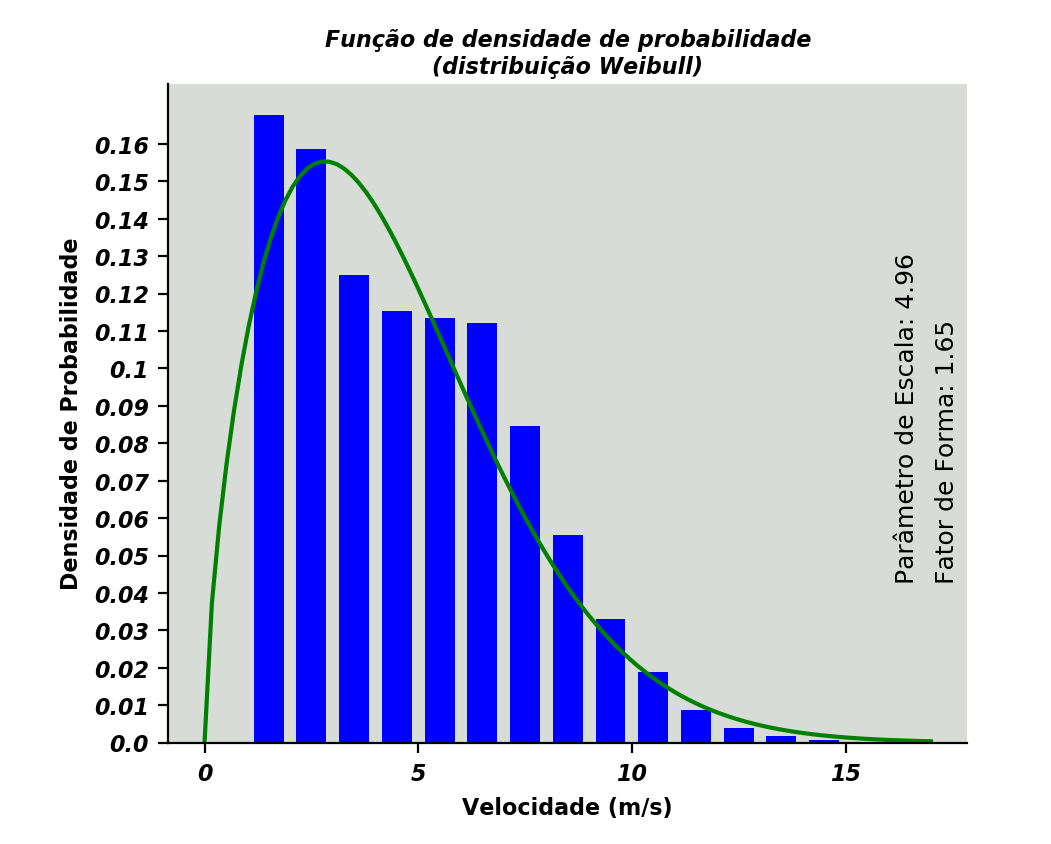 Função de densidade de probabilidade
(distribuição Weibull)
Densidade de Probabilidade
0.16
0.15
0.14
0.13
0.12
0.11
0.1
0.09
0.08
0.07
0.06
0.05
0.04
0.03
0.02
0.01
0.0
Parâmetro de Escala: 4.96
Fator de Forma: 1.65
0 5 10 15
Velocidade (m/s)